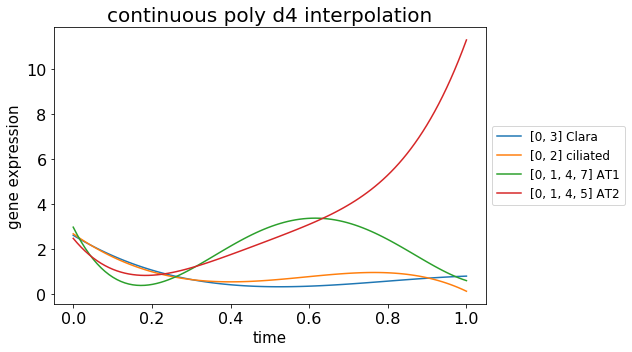 continuous poly d4 interpolation
gene expression
10
8
6
4
2
0
0.0 0.2 0.4 0.6 0.8 1.0
time
[0, 3] Clara
[0, 2] ciliated
[0, 1, 4, 7] AT1
[0, 1, 4, 5] AT2